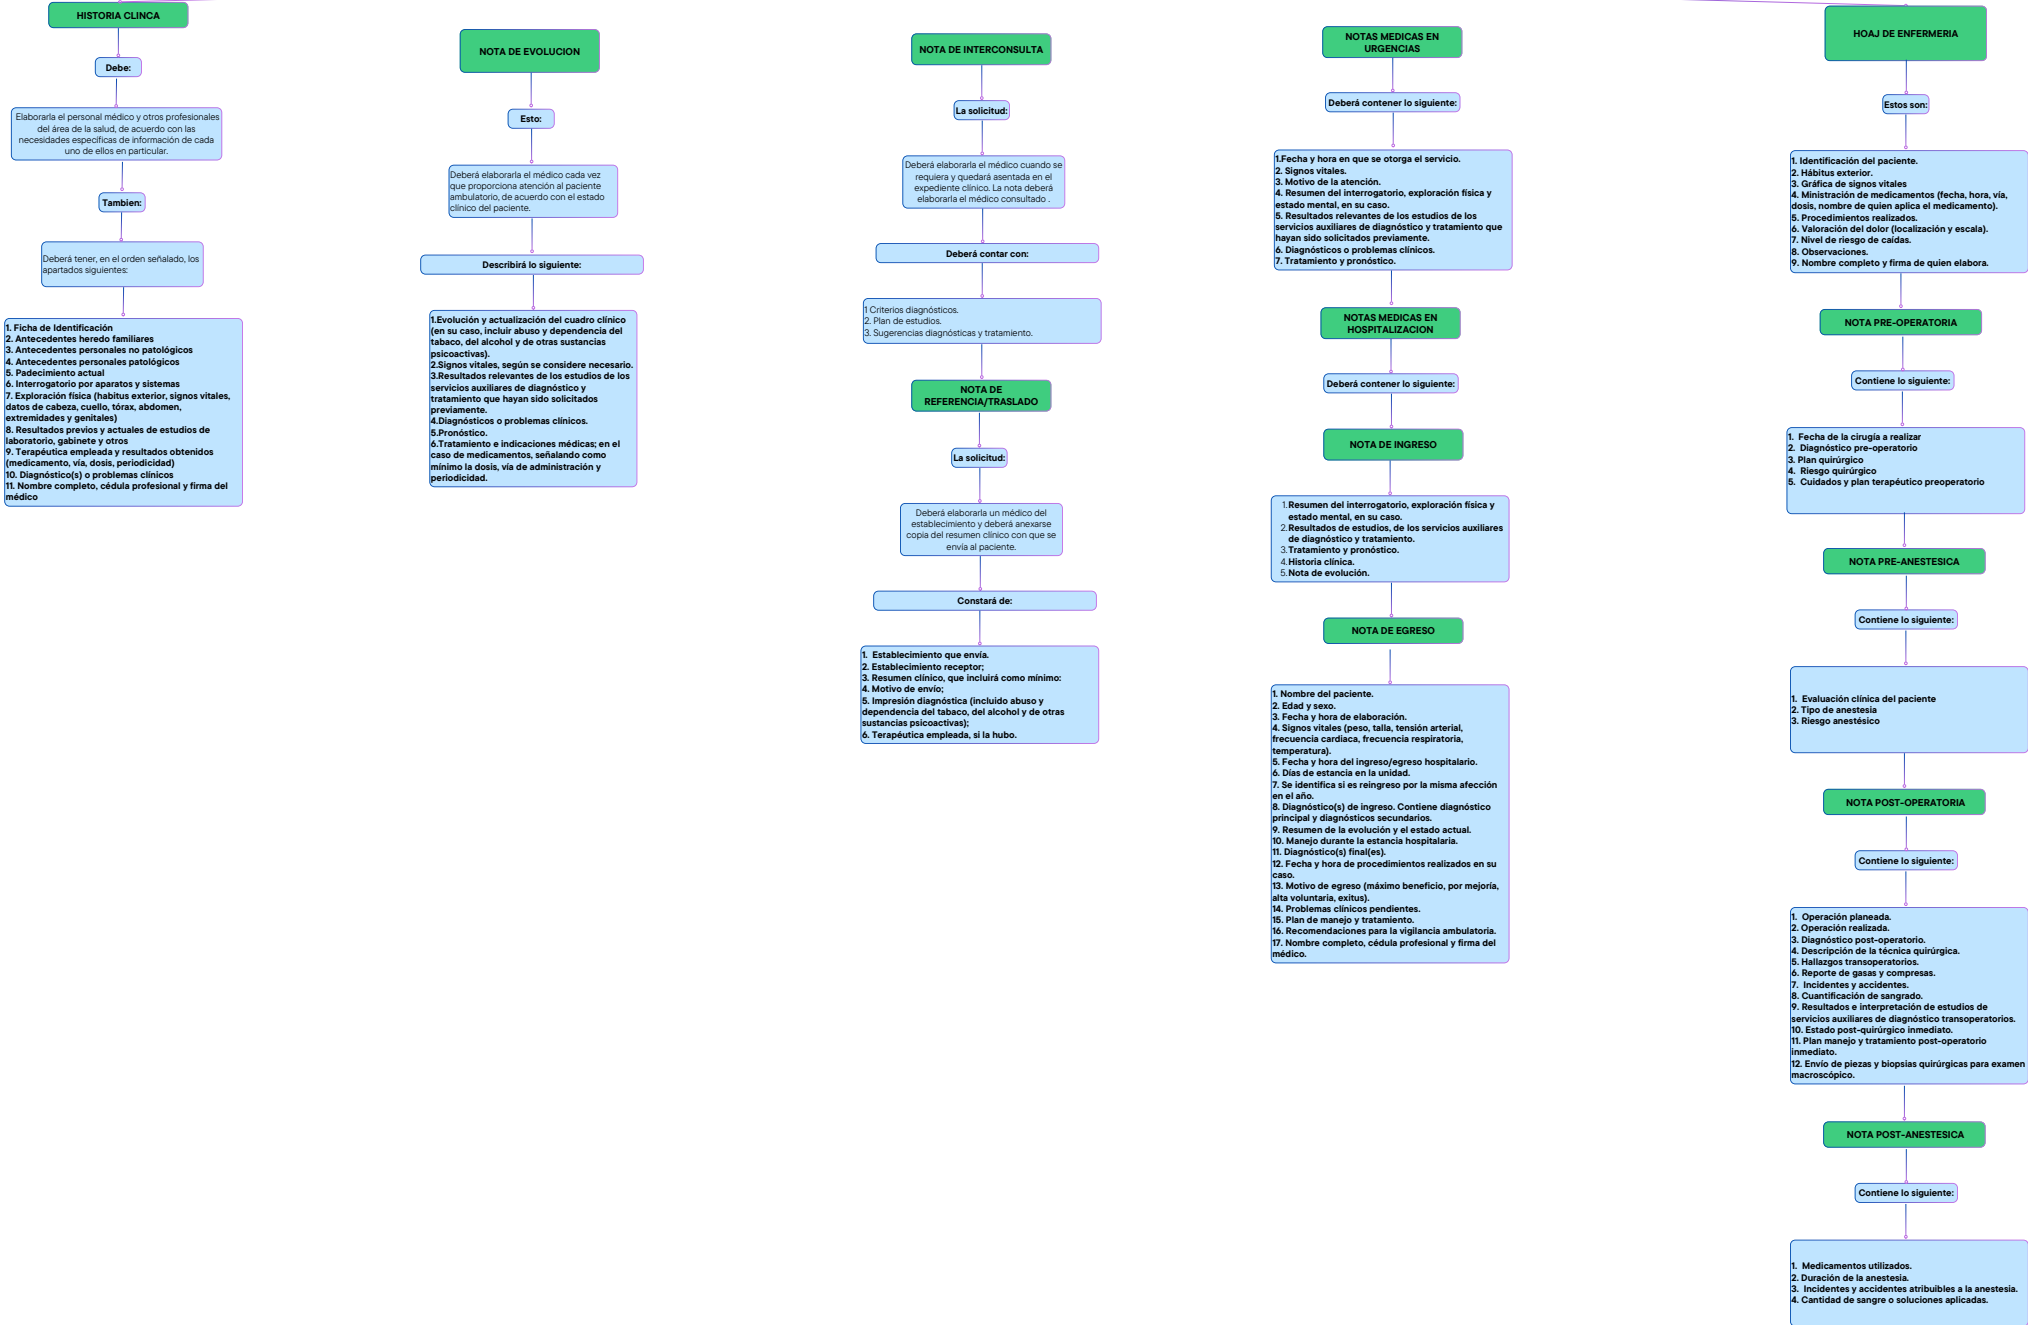 HISTORIA CLINCA
Debe:
Elaborarla el personal médico y otros profesionales
del área de la salud, de acuerdo con las
necesidades específicas de información de cada
uno de ellos en particular.
Tambien:
Deberá tener, en el orden señalado, los
apartados siguientes:
1. Ficha de Identificación
2. Antecedentes heredo familiares
3. Antecedentes personales no patológicos
4. Antecedentes personales patológicos
5. Padecimiento actual
6. Interrogatorio por aparatos y sistemas
7. Exploración física (habitus exterior, signos vitales,
datos de cabeza, cuello, tórax, abdomen,
extremidades y genitales)
8. Resultados previos y actuales de estudios de
laboratorio, gabinete y otros
9. Terapéutica empleada y resultados obtenidos
(medicamento, vía, dosis, periodicidad)
10. Diagnóstico(s) o problemas clínicos
11. Nombre completo, cédula profesional y firma del
médico
NOTA DE EVOLUCION
Esto:
Deberá elaborarla el médico cada vez
que proporciona atención al paciente
ambulatorio, de acuerdo con el estado
clínico del paciente.
Describirá lo siguiente:
1.Evolución y actualización del cuadro clínico
(en su caso, incluir abuso y dependencia del
tabaco, del alcohol y de otras sustancias
psicoactivas).
2.Signos vitales, según se considere necesario.
3.Resultados relevantes de los estudios de los
servicios auxiliares de diagnóstico y
tratamiento que hayan sido solicitados
previamente.
4.Diagnósticos o problemas clínicos.
5.Pronóstico.
6.Tratamiento e indicaciones médicas; en el
caso de medicamentos, señalando como
mínimo la dosis, vía de administración y
periodicidad.
NOTA DE INTERCONSULTA
La solicitud:
Deberá elaborarla el médico cuando se
requiera y quedará asentada en el
expediente clínico. La nota deberá
elaborarla el médico consultado .
Deberá contar con:
1 Criterios diagnósticos.
2. Plan de estudios.
3. Sugerencias diagnósticas y tratamiento.
NOTA DE
REFERENCIA/TRASLADO
La solicitud:
Deberá elaborarla un médico del
establecimiento y deberá anexarse
copia del resumen clínico con que se
envía al paciente.
Constará de:
1. Establecimiento que envía.
2. Establecimiento receptor;
3. Resumen clínico, que incluirá como mínimo:
4. Motivo de envío;
5. Impresión diagnóstica (incluido abuso y
dependencia del tabaco, del alcohol y de otras
sustancias psicoactivas);
6. Terapéutica empleada, si la hubo.
NOTAS MEDICAS EN
URGENCIAS
Deberá contener lo siguiente:
1.Fecha y hora en que se otorga el servicio.
2. Signos vitales.
3. Motivo de la atención.
4. Resumen del interrogatorio, exploración física y
estado mental, en su caso.
5. Resultados relevantes de los estudios de los
servicios auxiliares de diagnóstico y tratamiento que
hayan sido solicitados previamente.
6. Diagnósticos o problemas clínicos.
7. Tratamiento y pronóstico.
NOTAS MEDICAS EN
HOSPITALIZACION
Deberá contener lo siguiente:
NOTA DE INGRESO
1. Resumen del interrogatorio, exploración física y
estado mental, en su caso.
2. Resultados de estudios, de los servicios auxiliares
de diagnóstico y tratamiento.
3. Tratamiento y pronóstico.
4. Historia clínica.
5. Nota de evolución.
NOTA DE EGRESO
1. Nombre del paciente.
2. Edad y sexo.
3. Fecha y hora de elaboración.
4. Signos vitales (peso, talla, tensión arterial,
frecuencia cardiaca, frecuencia respiratoria,
temperatura).
5. Fecha y hora del ingreso/egreso hospitalario.
6. Días de estancia en la unidad.
7. Se identifica si es reingreso por la misma afección
en el año.
8. Diagnóstico(s) de ingreso. Contiene diagnóstico
principal y diagnósticos secundarios.
9. Resumen de la evolución y el estado actual.
10. Manejo durante la estancia hospitalaria.
11. Diagnóstico(s) final(es).
12. Fecha y hora de procedimientos realizados en su
caso.
13. Motivo de egreso (máximo beneficio, por mejoría,
alta voluntaria, exitus).
14. Problemas clínicos pendientes.
15. Plan de manejo y tratamiento.
16. Recomendaciones para la vigilancia ambulatoria.
17. Nombre completo, cédula profesional y firma del
médico.
HOAJ DE ENFERMERIA
Estos son:
1. Identificación del paciente.
2. Hábitus exterior.
3. Gráfica de signos vitales
4. Ministración de medicamentos (fecha, hora, vía,
dosis, nombre de quien aplica el medicamento).
5. Procedimientos realizados.
6. Valoración del dolor (localización y escala).
7. Nivel de riesgo de caídas.
8. Observaciones.
9. Nombre completo y firma de quien elabora.
NOTA PRE-OPERATORIA
Contiene lo siguiente:
1. Fecha de la cirugía a realizar
2. Diagnóstico pre-operatorio
3. Plan quirúrgico
4. Riesgo quirúrgico
5. Cuidados y plan terapéutico preoperatorio
NOTA PRE-ANESTESICA
Contiene lo siguiente:
1. Evaluación clínica del paciente
2. Tipo de anestesia
3. Riesgo anestésico
NOTA POST-OPERATORIA
Contiene lo siguiente:
1. Operación planeada.
2. Operación realizada.
3. Diagnóstico post-operatorio.
4. Descripción de la técnica quirúrgica.
5. Hallazgos transoperatorios.
6. Reporte de gasas y compresas.
7. Incidentes y accidentes.
8. Cuantificación de sangrado.
9. Resultados e interpretación de estudios de
servicios auxiliares de diagnóstico transoperatorios.
10. Estado post-quirúrgico inmediato.
11. Plan manejo y tratamiento post-operatorio
inmediato.
12. Envío de piezas y biopsias quirúrgicas para examen
macroscópico.
NOTA POST-ANESTESICA
Contiene lo siguiente:
1. Medicamentos utilizados.
2. Duración de la anestesia.
3. Incidentes y accidentes atribuibles a la anestesia.
4. Cantidad de sangre o soluciones aplicadas.